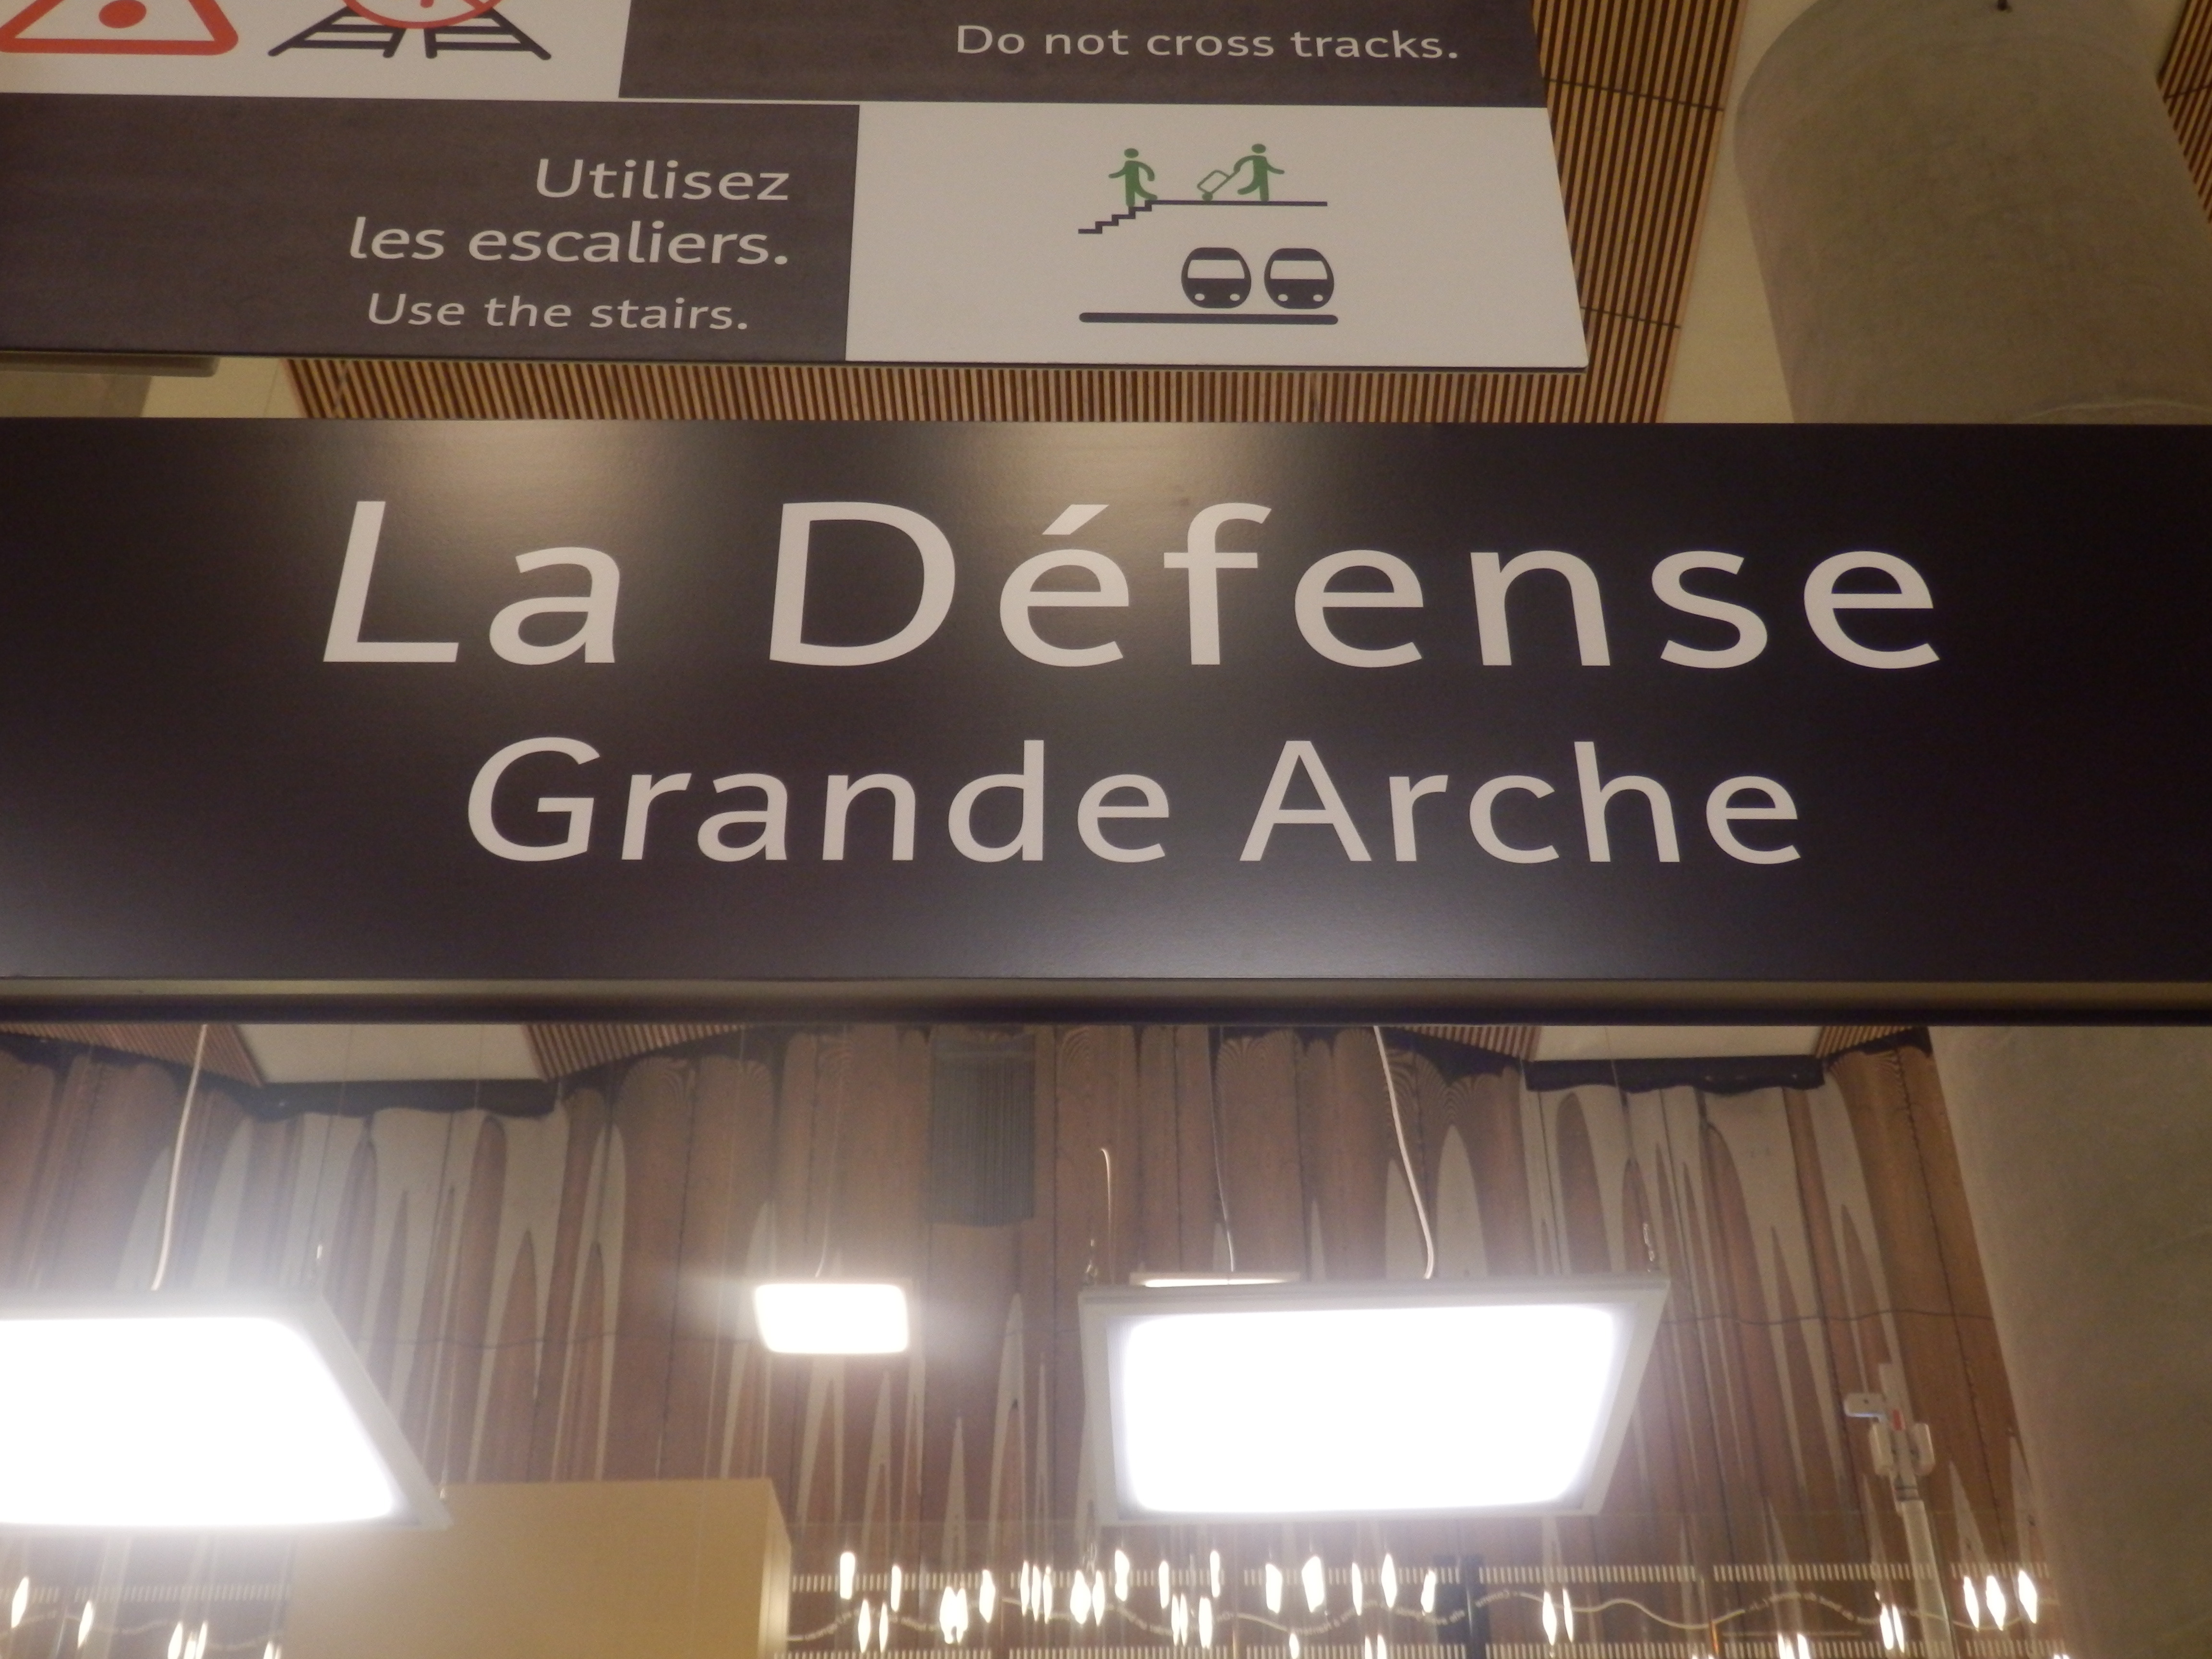 Do not cross tracks.
Utilisez
les escaliers.
Use the stairs.
La Défense
Grande Arche